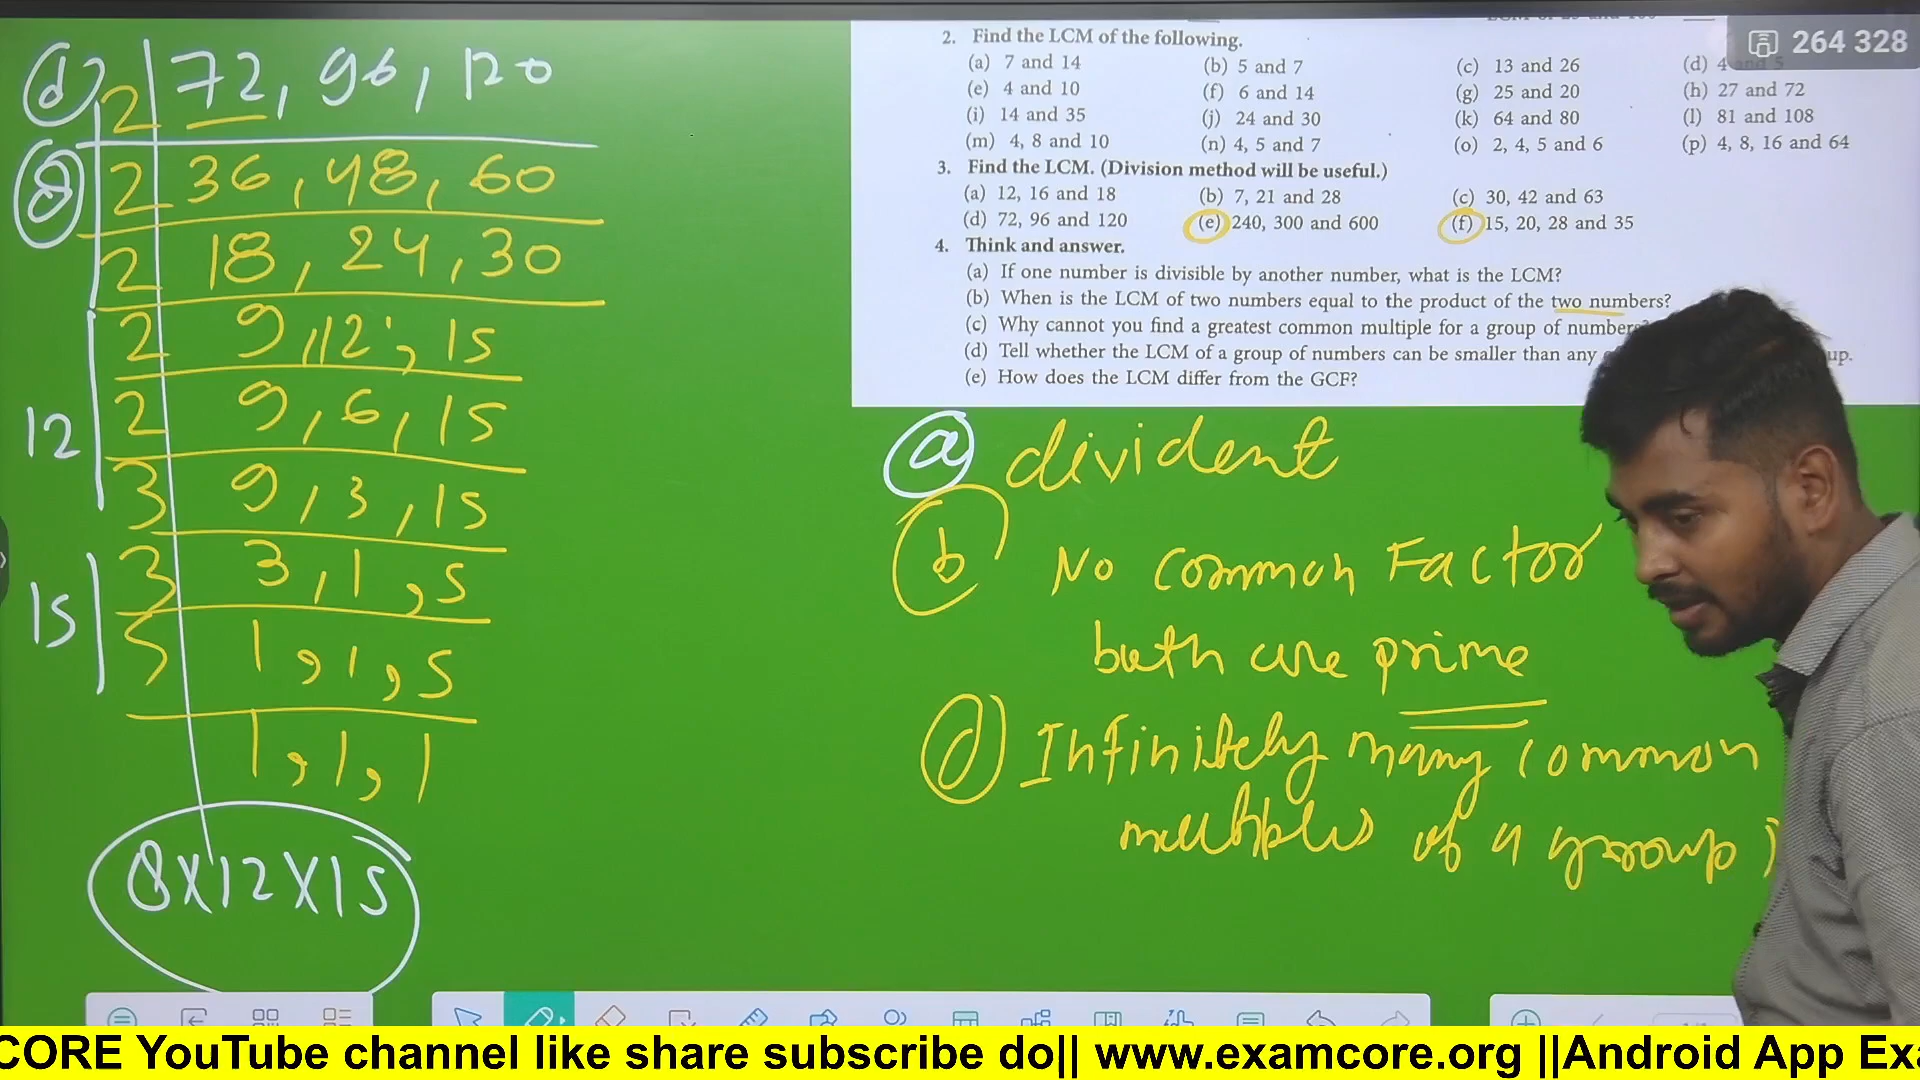 264 328
2. Find the LCM of the following.
(a) 7 and 14 (b) 5 and 7 (c) 13 and 26 (d) 4 and 5
(e) 4 and 10 (f) 6 and 14 (g) 25 and 20 (h) 27 and 72
(i) 14 and 35 (j) 24 and 30 (k) 64 and 80 (l) 81 and 108
(m) 4, 8 and 10 (n) 4, 5 and 7 (o) 2, 4, 5 and 6 (p) 4, 8, 16 and 64
3. Find the LCM. (Division method will be useful.)
(a) 12, 16 and 18 (b) 7, 21 and 28 (c) 30, 42 and 63
(d) 72, 96 and 120 (e) 240, 300 and 600 (f) 15, 20, 28 and 35
4. Think and answer.
(a) If one number is divisible by another number, what is the LCM?
(b) When is the LCM of two numbers equal to the product of the two numbers?
(c) Why cannot you find a greatest common multiple for a group of numbers?
(d) Tell whether the LCM of a group of numbers can be smaller than any up.
(e) How does the LCM differ from the GCF?
d 2 72, 96, 120
8 2 36, 48, 60
2 18, 24, 30
2 9, 12, 15
12 2 9, 6, 15
3 9, 3, 15
3 3, 1, 5
15 5 1, 1, 5
1, 1, 1
8X12X15
a divident
b No common Factor
both are prime
Infinitely many common
multiples of a group
CORE YouTube channel like share subscribe do|| www.examcore.org ||Android App Exa